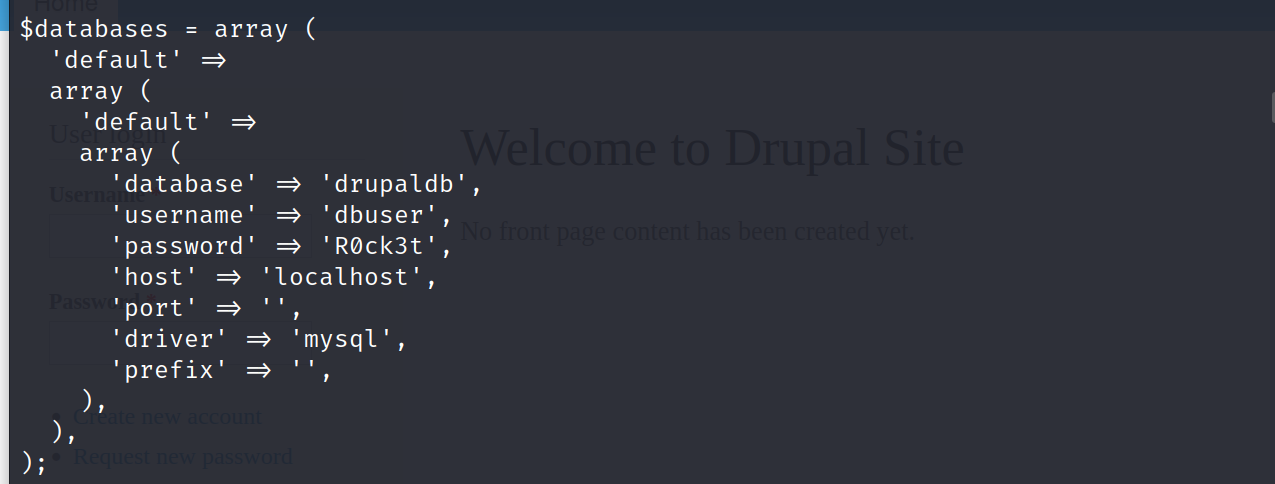 Home
$databases = array (
'default' =>
array (
'default' =>
User login
array (
Welcome to Drupal Site
'database' => 'drupaldb',
Username
'username' => 'dbuser',
No front page content has been created yet.
'password' => 'R0ck3t',
'host' => 'localhost',
Password *
'port' => '',
'driver' => 'mysql',
'prefix' => '',
),
Create new account
),
Request new password
);